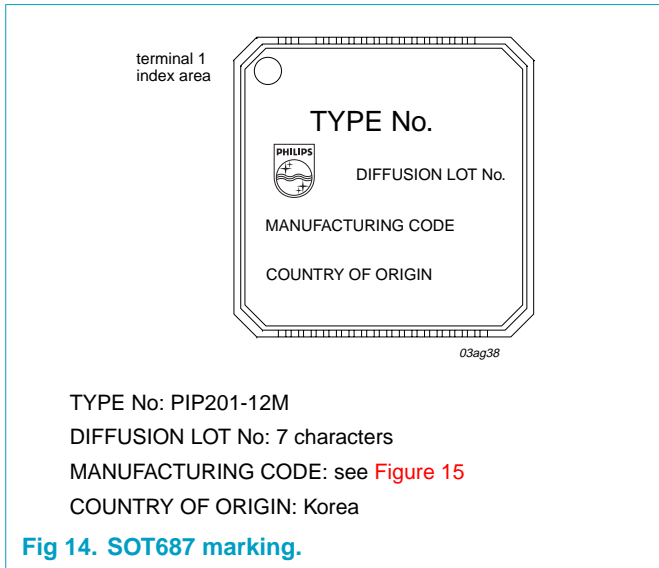 terminal 1
index area
TYPE No.
PHILIPS
DIFFUSION LOT No.
MANUFACTURING CODE
COUNTRY OF ORIGIN
03ag38
TYPE No: PIP201-12M
DIFFUSION LOT No: 7 characters
MANUFACTURING CODE: see Figure 15
COUNTRY OF ORIGIN: Korea
Fig 14. SOT687 marking.